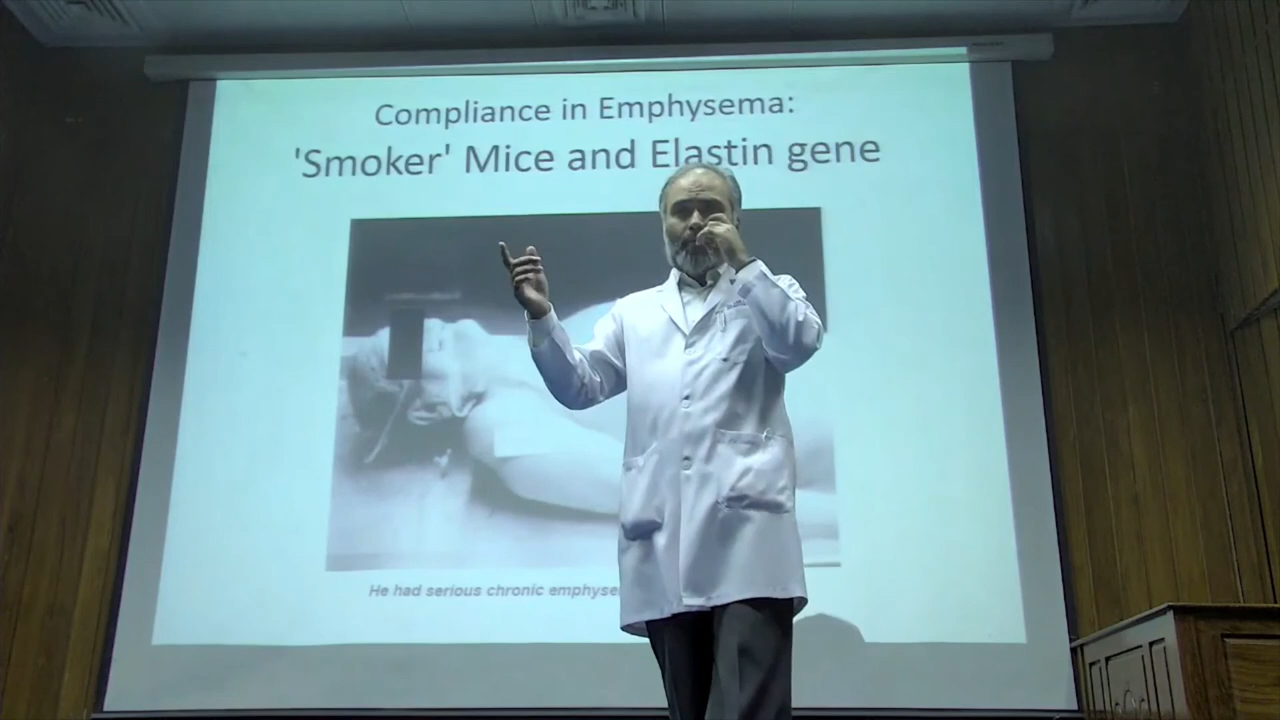 Compliance in Emphysema:
'Smoker' Mice and Elastin gene
He had serious chronic